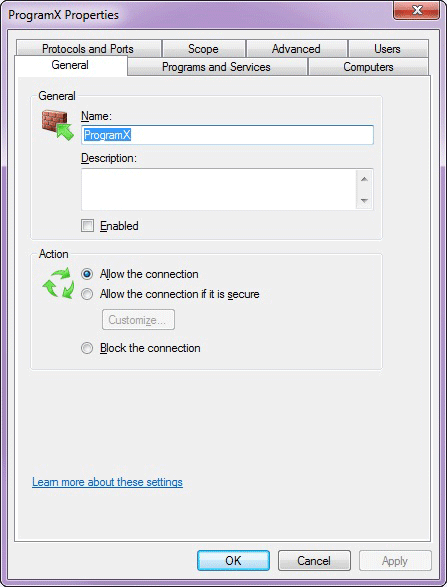 ProgramX Properties
Protocols and Ports
Scope
Advanced
Users
General
Programs and Services
Computers
General
Name:
ProgramX
Description:
Enabled
Action
Allow the connection
Allow the connection if it is secure
Customize...
Block the connection
Learn more about these settings
OK
Cancel
Apply